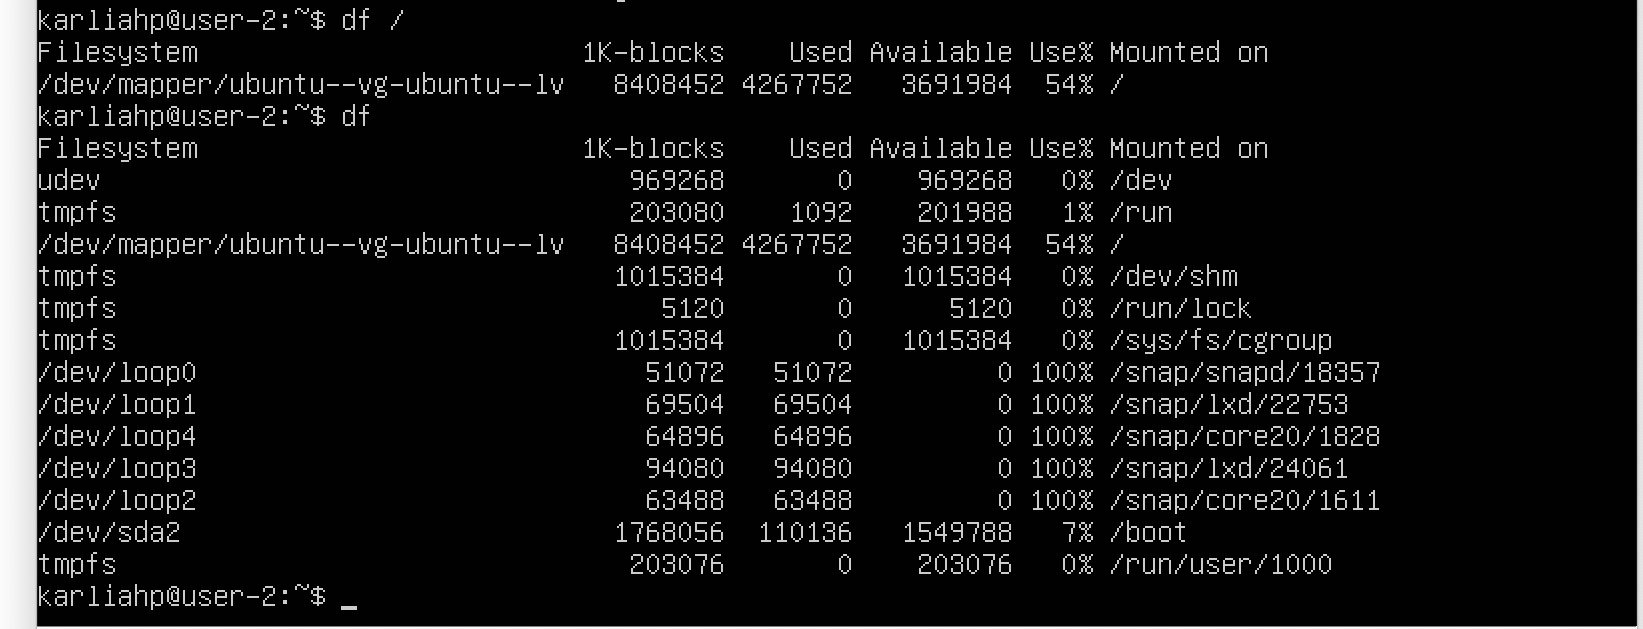 karliahp@user-2:~$ df /
Filesystem                        1K-blocks    Used Available Use% Mounted on
/dev/mapper/ubuntu--vg-ubuntu--lv   8408452 4267752   3691984  54% /
karliahp@user-2:~$ df
Filesystem                        1K-blocks    Used Available Use% Mounted on
udev                                 969268       0    969268   0% /dev
tmpfs                                203080    1092    201988   1% /run
/dev/mapper/ubuntu--vg-ubuntu--lv   8408452 4267752   3691984  54% /
tmpfs                               1015384       0   1015384   0% /dev/shm
tmpfs                                  5120       0      5120   0% /run/lock
tmpfs                               1015384       0   1015384   0% /sys/fs/cgroup
/dev/loop0                            51072   51072         0 100% /snap/snapd/18357
/dev/loop1                            69504   69504         0 100% /snap/lxd/22753
/dev/loop4                            64896   64896         0 100% /snap/core20/1828
/dev/loop3                            94080   94080         0 100% /snap/lxd/24061
/dev/loop2                            63488   63488         0 100% /snap/core20/1611
/dev/sda2                           1768056  110136   1549788   7% /boot
tmpfs                                203076       0    203076   0% /run/user/1000
karliahp@user-2:~$ _